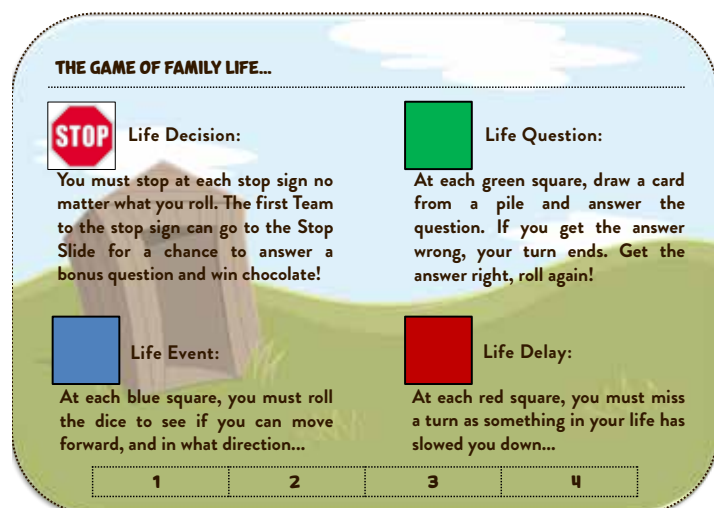 THE GAME OF FAMILY LIFE...
STOP
Life Decision:
You must stop at each stop sign no
matter what you roll. The first Team
to the stop sign can go to the Stop
Slide for a chance to answer a
bonus question and win chocolate!
Life Question:
At each green square, draw a card
from a pile and answer the
question. If you get the answer
wrong, your turn ends. Get the
answer right, roll again!
Life Event:
At each blue square, you must roll
the dice to see if you can move
forward, and in what direction...
Life Delay:
At each red square, you must miss
a turn as something in your life has
slowed you down...
1 2 3 4